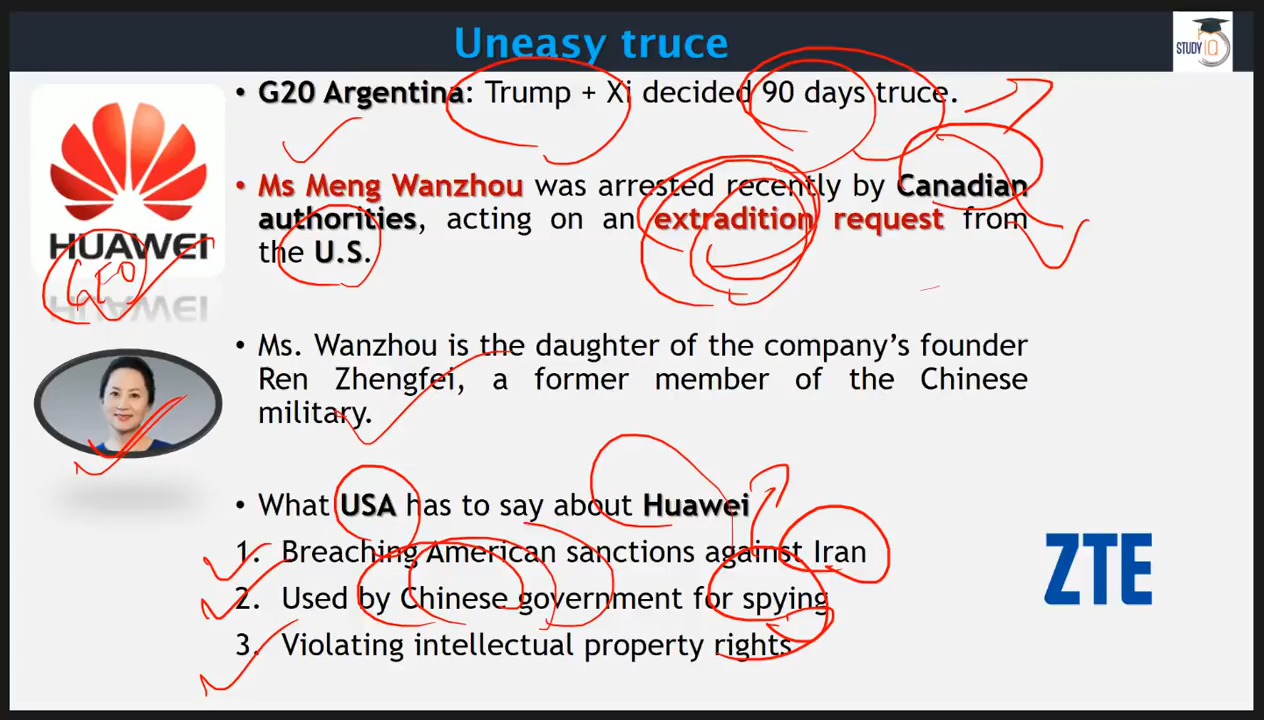 Uneasy truce
STUDY IQ
• G20 Argentina: Trump + Xi decided 90 days truce.
HUAWEI
• Ms Meng Wanzhou was arrested recently by Canadian
authorities, acting on an extradition request from
the U.S.
• Ms. Wanzhou is the daughter of the company’s founder
Ren Zhengfei, a former member of the Chinese
military.
• What USA has to say about Huawei
1. Breaching American sanctions against Iran
2. Used by Chinese government for spying
3. Violating intellectual property rights
ZTE